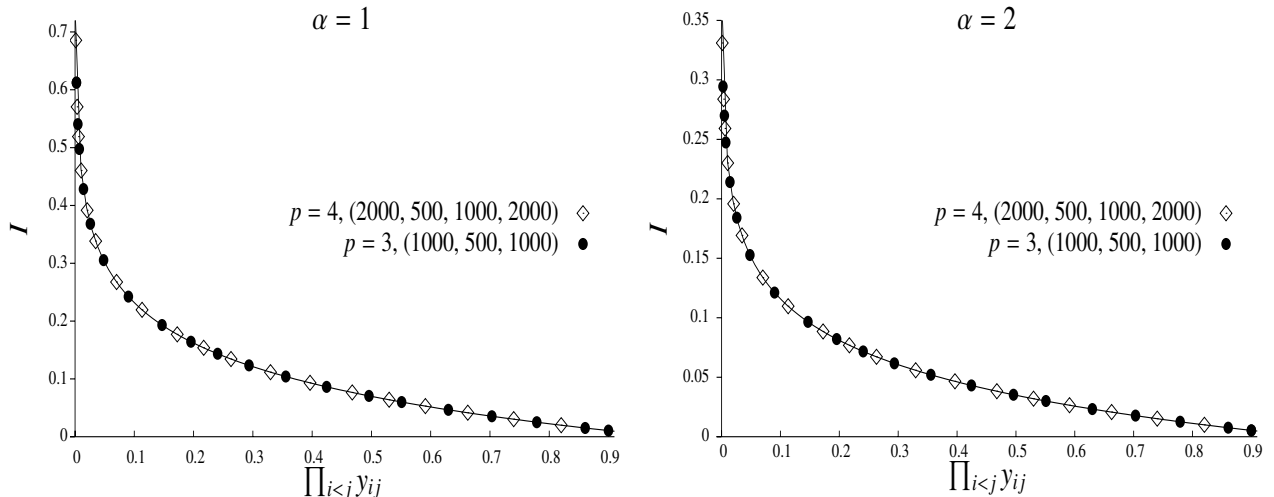 α = 1
0.7
0.6
0.5
0.4
0.3
0.2
0.1
0
I
p = 4, (2000, 500, 1000, 2000) ◇
p = 3, (1000, 500, 1000) ●
0 0.1 0.2 0.3 0.4 0.5 0.6 0.7 0.8 0.9
∏i<j yij
α = 2
0.35
0.3
0.25
0.2
0.15
0.1
0.05
0
I
p = 4, (2000, 500, 1000, 2000) ◇
p = 3, (1000, 500, 1000) ●
0 0.1 0.2 0.3 0.4 0.5 0.6 0.7 0.8 0.9
∏i<j yij